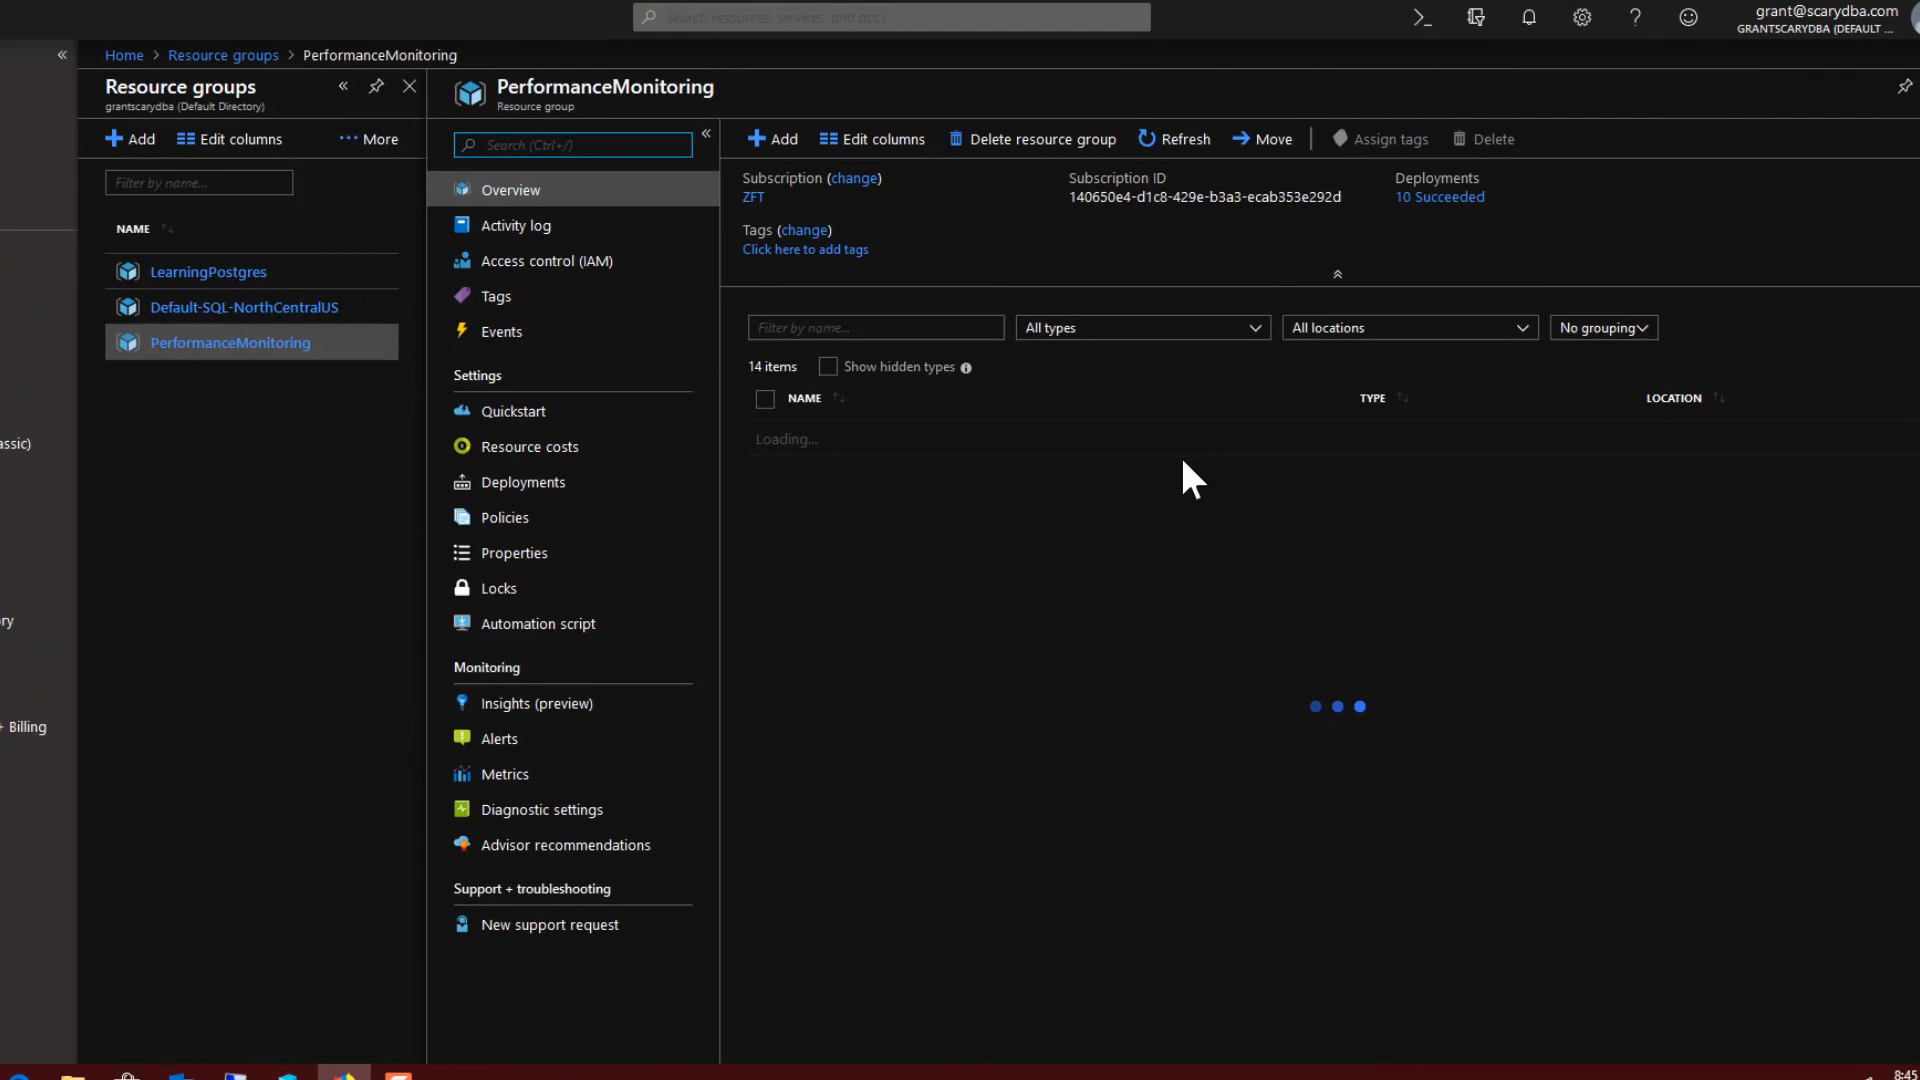 Search resources, services, and docs
grant@scarydba.com
GRANTSCARYDBA (DEFAULT ...
Home > Resource groups > PerformanceMonitoring
Resource groups
grantscarydba (Default Directory)
Add Edit columns ··· More
Filter by name...
NAME
LearningPostgres
Default-SQL-NorthCentralUS
PerformanceMonitoring
assic)
ry
+ Billing
PerformanceMonitoring
Resource group
Search (Ctrl+/)
Overview
Activity log
Access control (IAM)
Tags
Events
Settings
Quickstart
Resource costs
Deployments
Policies
Properties
Locks
Automation script
Monitoring
Insights (preview)
Alerts
Metrics
Diagnostic settings
Advisor recommendations
Support + troubleshooting
New support request
Add Edit columns Delete resource group Refresh Move Assign tags Delete
Subscription (change) Subscription ID Deployments
ZFT 140650e4-d1c8-429e-b3a3-ecab353e292d 10 Succeeded
Tags (change)
Click here to add tags
Filter by name... All types All locations No grouping
14 items Show hidden types
NAME TYPE LOCATION
Loading...
8:45